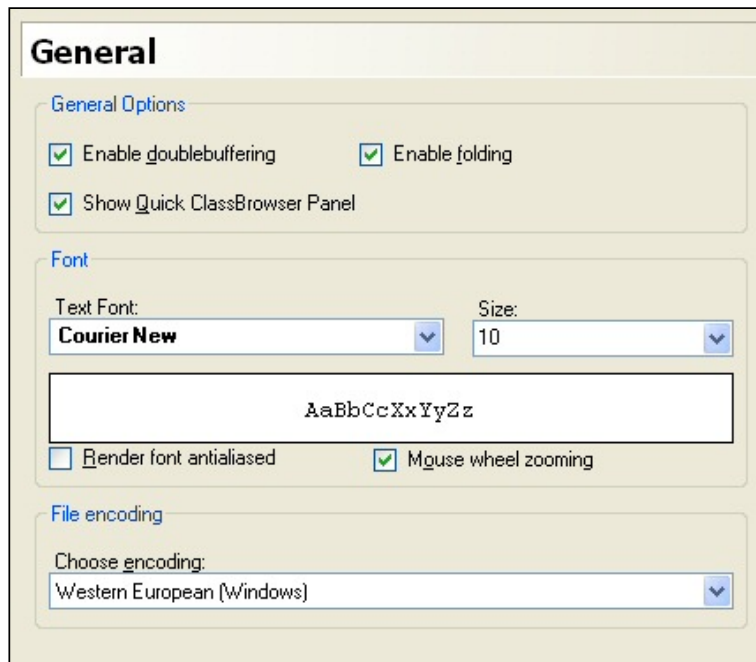 General
General Options
Enable doublebuffering Enable folding
Show Quick ClassBrowser Panel
Font
Text Font: Size:
Courier New 10
AaBbCcXxYyZz
Render font antialiased Mouse wheel zooming
File encoding
Choose encoding:
Western European (Windows)